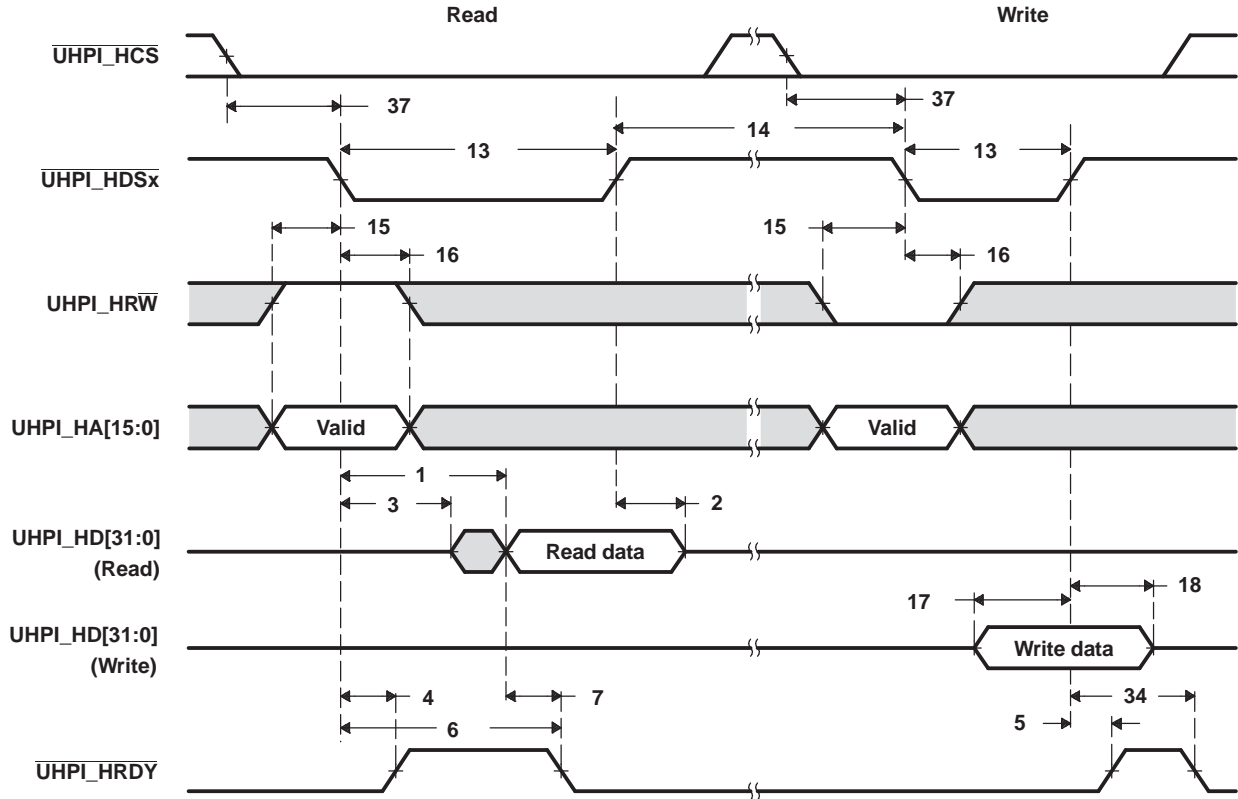 Read Write
UHPI_HCS
37 37
14
13 13
UHPI_HDSx
15 15
16 16
UHPI_HRW
UHPI_HA[15:0] Valid Valid
1
3 2
UHPI_HD[31:0]
(Read)
Read data
17 18
UHPI_HD[31:0]
(Write)
Write data
4 7 34
6 5
UHPI_HRDY